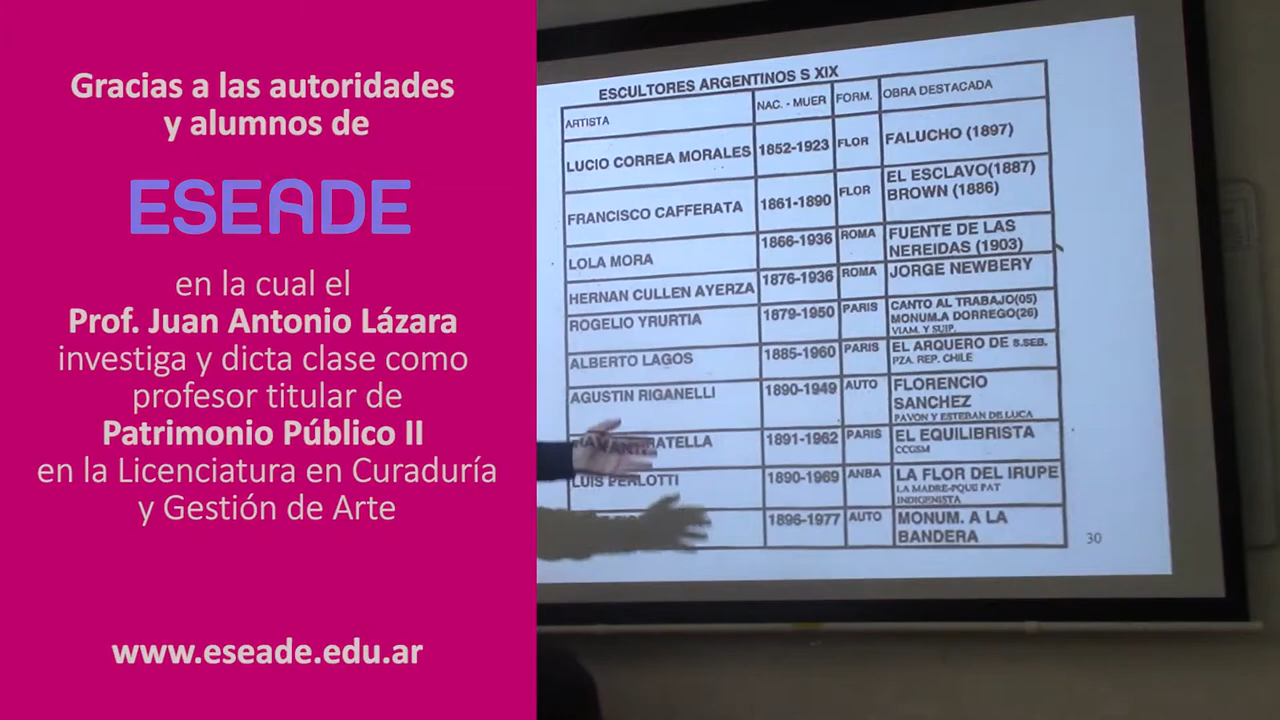 Gracias a las autoridades
y alumnos de
ESEADE
en la cual el
Prof. Juan Antonio Lázara
investiga y dicta clase como
profesor titular de
Patrimonio Público II
en la Licenciatura en Curaduría
y Gestión de Arte
www.eseade.edu.ar
ESCULTORES ARGENTINOS S XIX
ARTISTA NAC. - MUER FORM. OBRA DESTACADA
LUCIO CORREA MORALES 1852-1923 FLOR FALUCHO (1897)
FRANCISCO CAFFERATA 1861-1890 FLOR EL ESCLAVO(1887)
BROWN (1886)
LOLA MORA 1866-1936 ROMA FUENTE DE LAS
NEREIDAS (1903)
HERNAN CULLEN AYERZA 1876-1936 ROMA JORGE NEWBERY
ROGELIO YRURTIA 1879-1950 PARIS CANTO AL TRABAJO(05)
MONUM.A DORREGO(26)
VIAM. Y SUIP.
ALBERTO LAGOS 1885-1960 PARIS EL ARQUERO DE S.SEB.
PZA. REP. CHILE
AGUSTIN RIGANELLI 1890-1949 AUTO FLORENCIO
SANCHEZ
PAVON Y ESTEBAN DE LUCA
1891-1962 PARIS EL EQUILIBRISTA
CCGSM
LUIS PERLOTTI 1890-1969 ANBA LA FLOR DEL IRUPE
LA MADRE-PQUE PAT
INDIGENISTA
1896-1977 AUTO MONUM. A LA
BANDERA
30